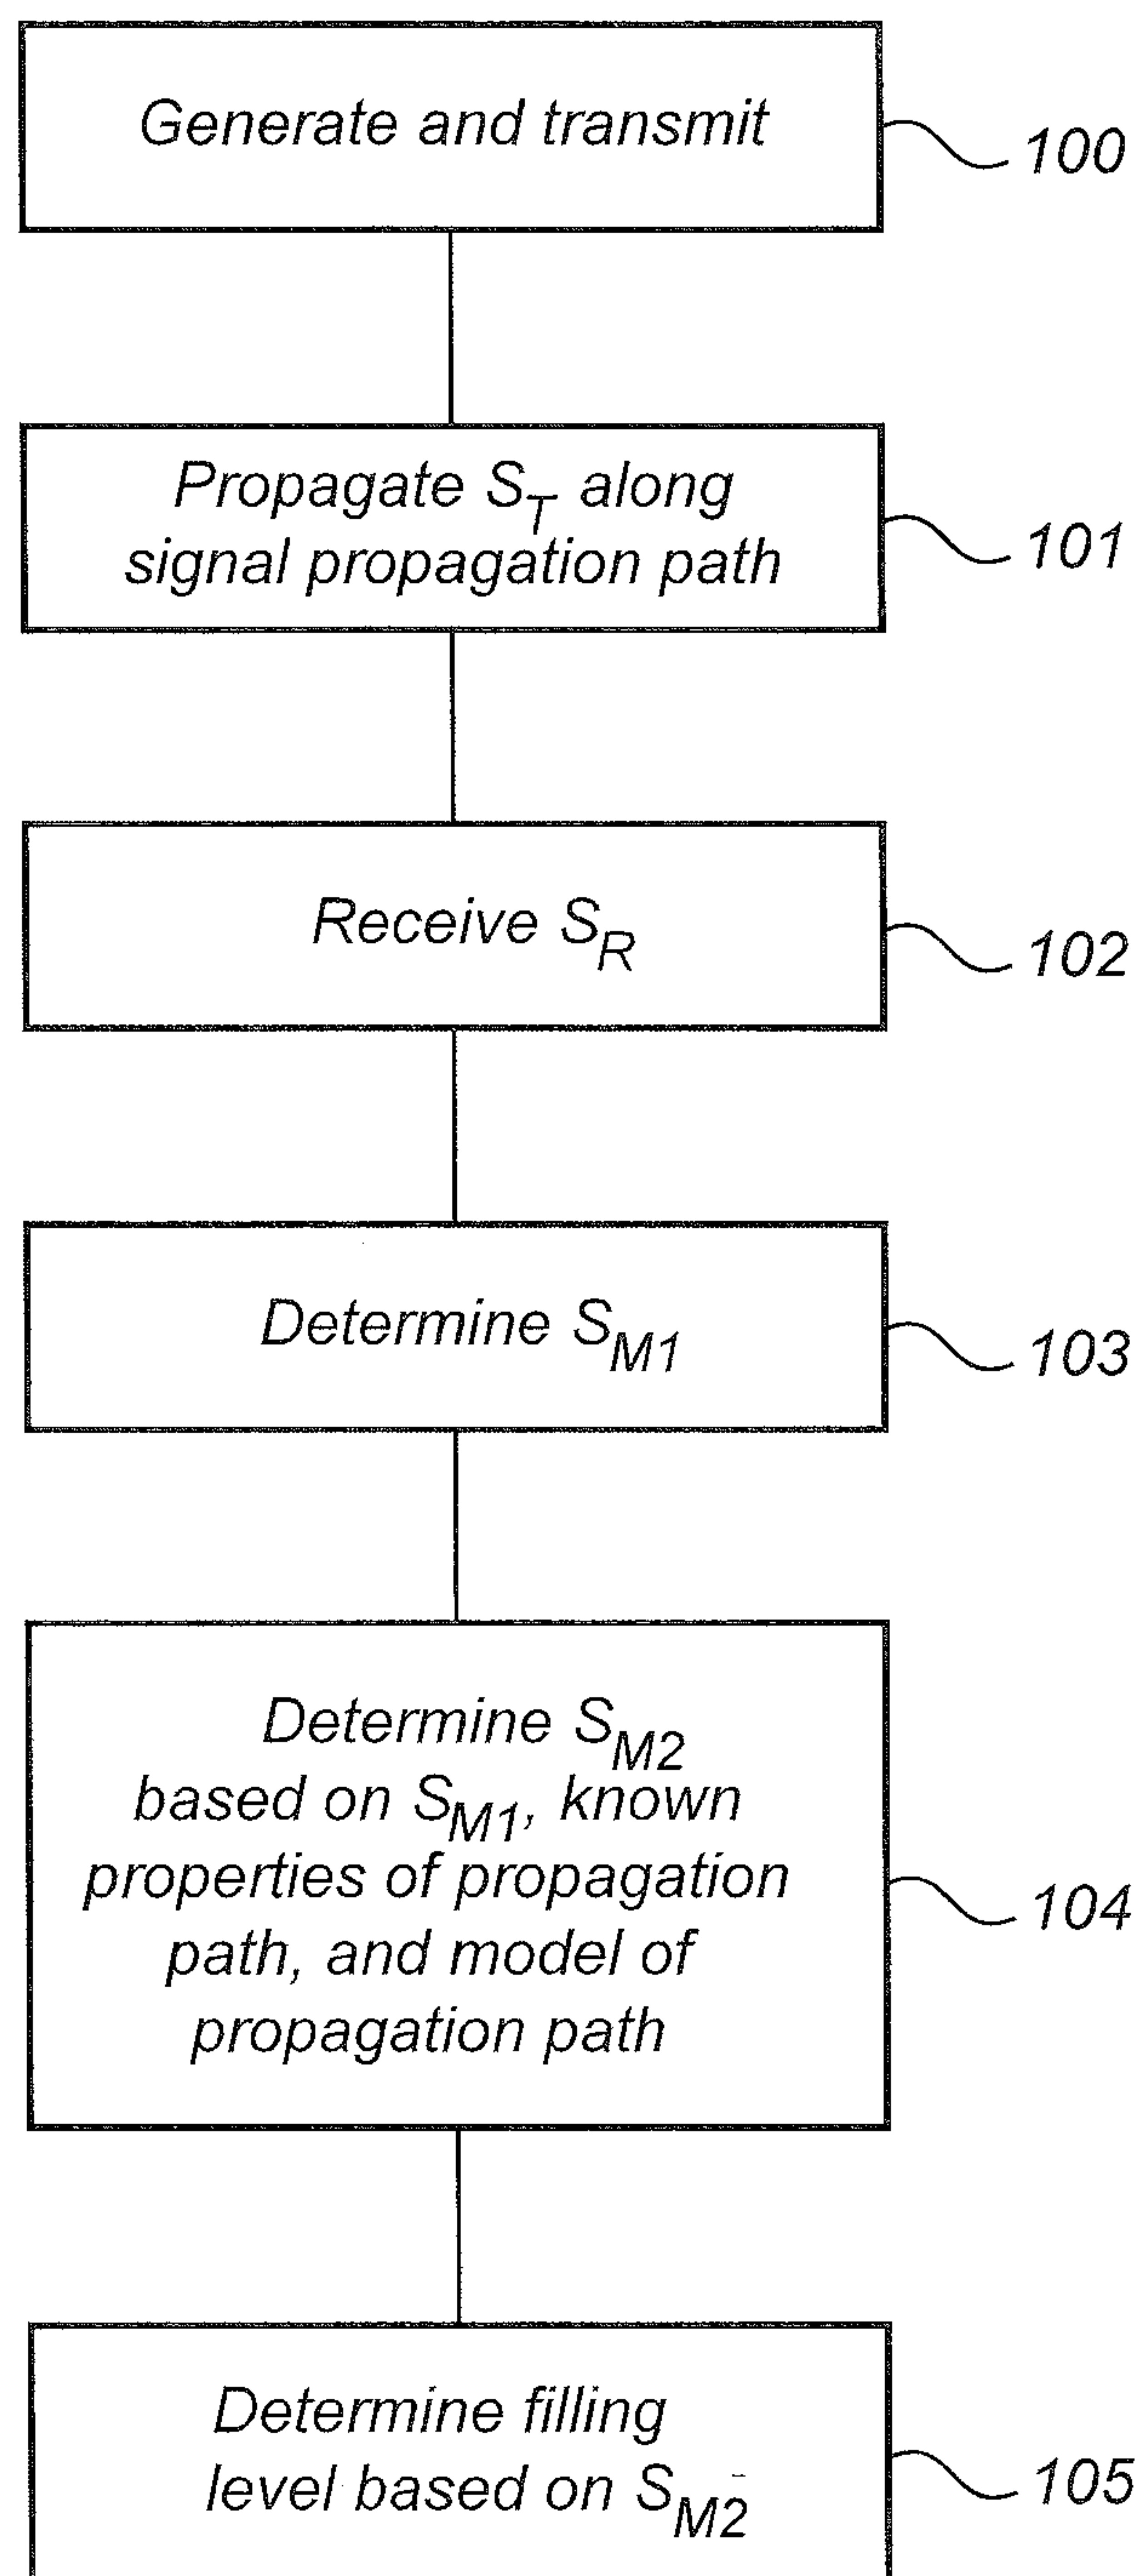 Generate and transmit
100
Propagate S_T along
signal propagation path
101
Receive S_R
102
Determine S_M1
103
Determine S_M2
based on S_M1, known
properties of propagation
path, and model of
propagation path
104
Determine filling
level based on S_M2
105